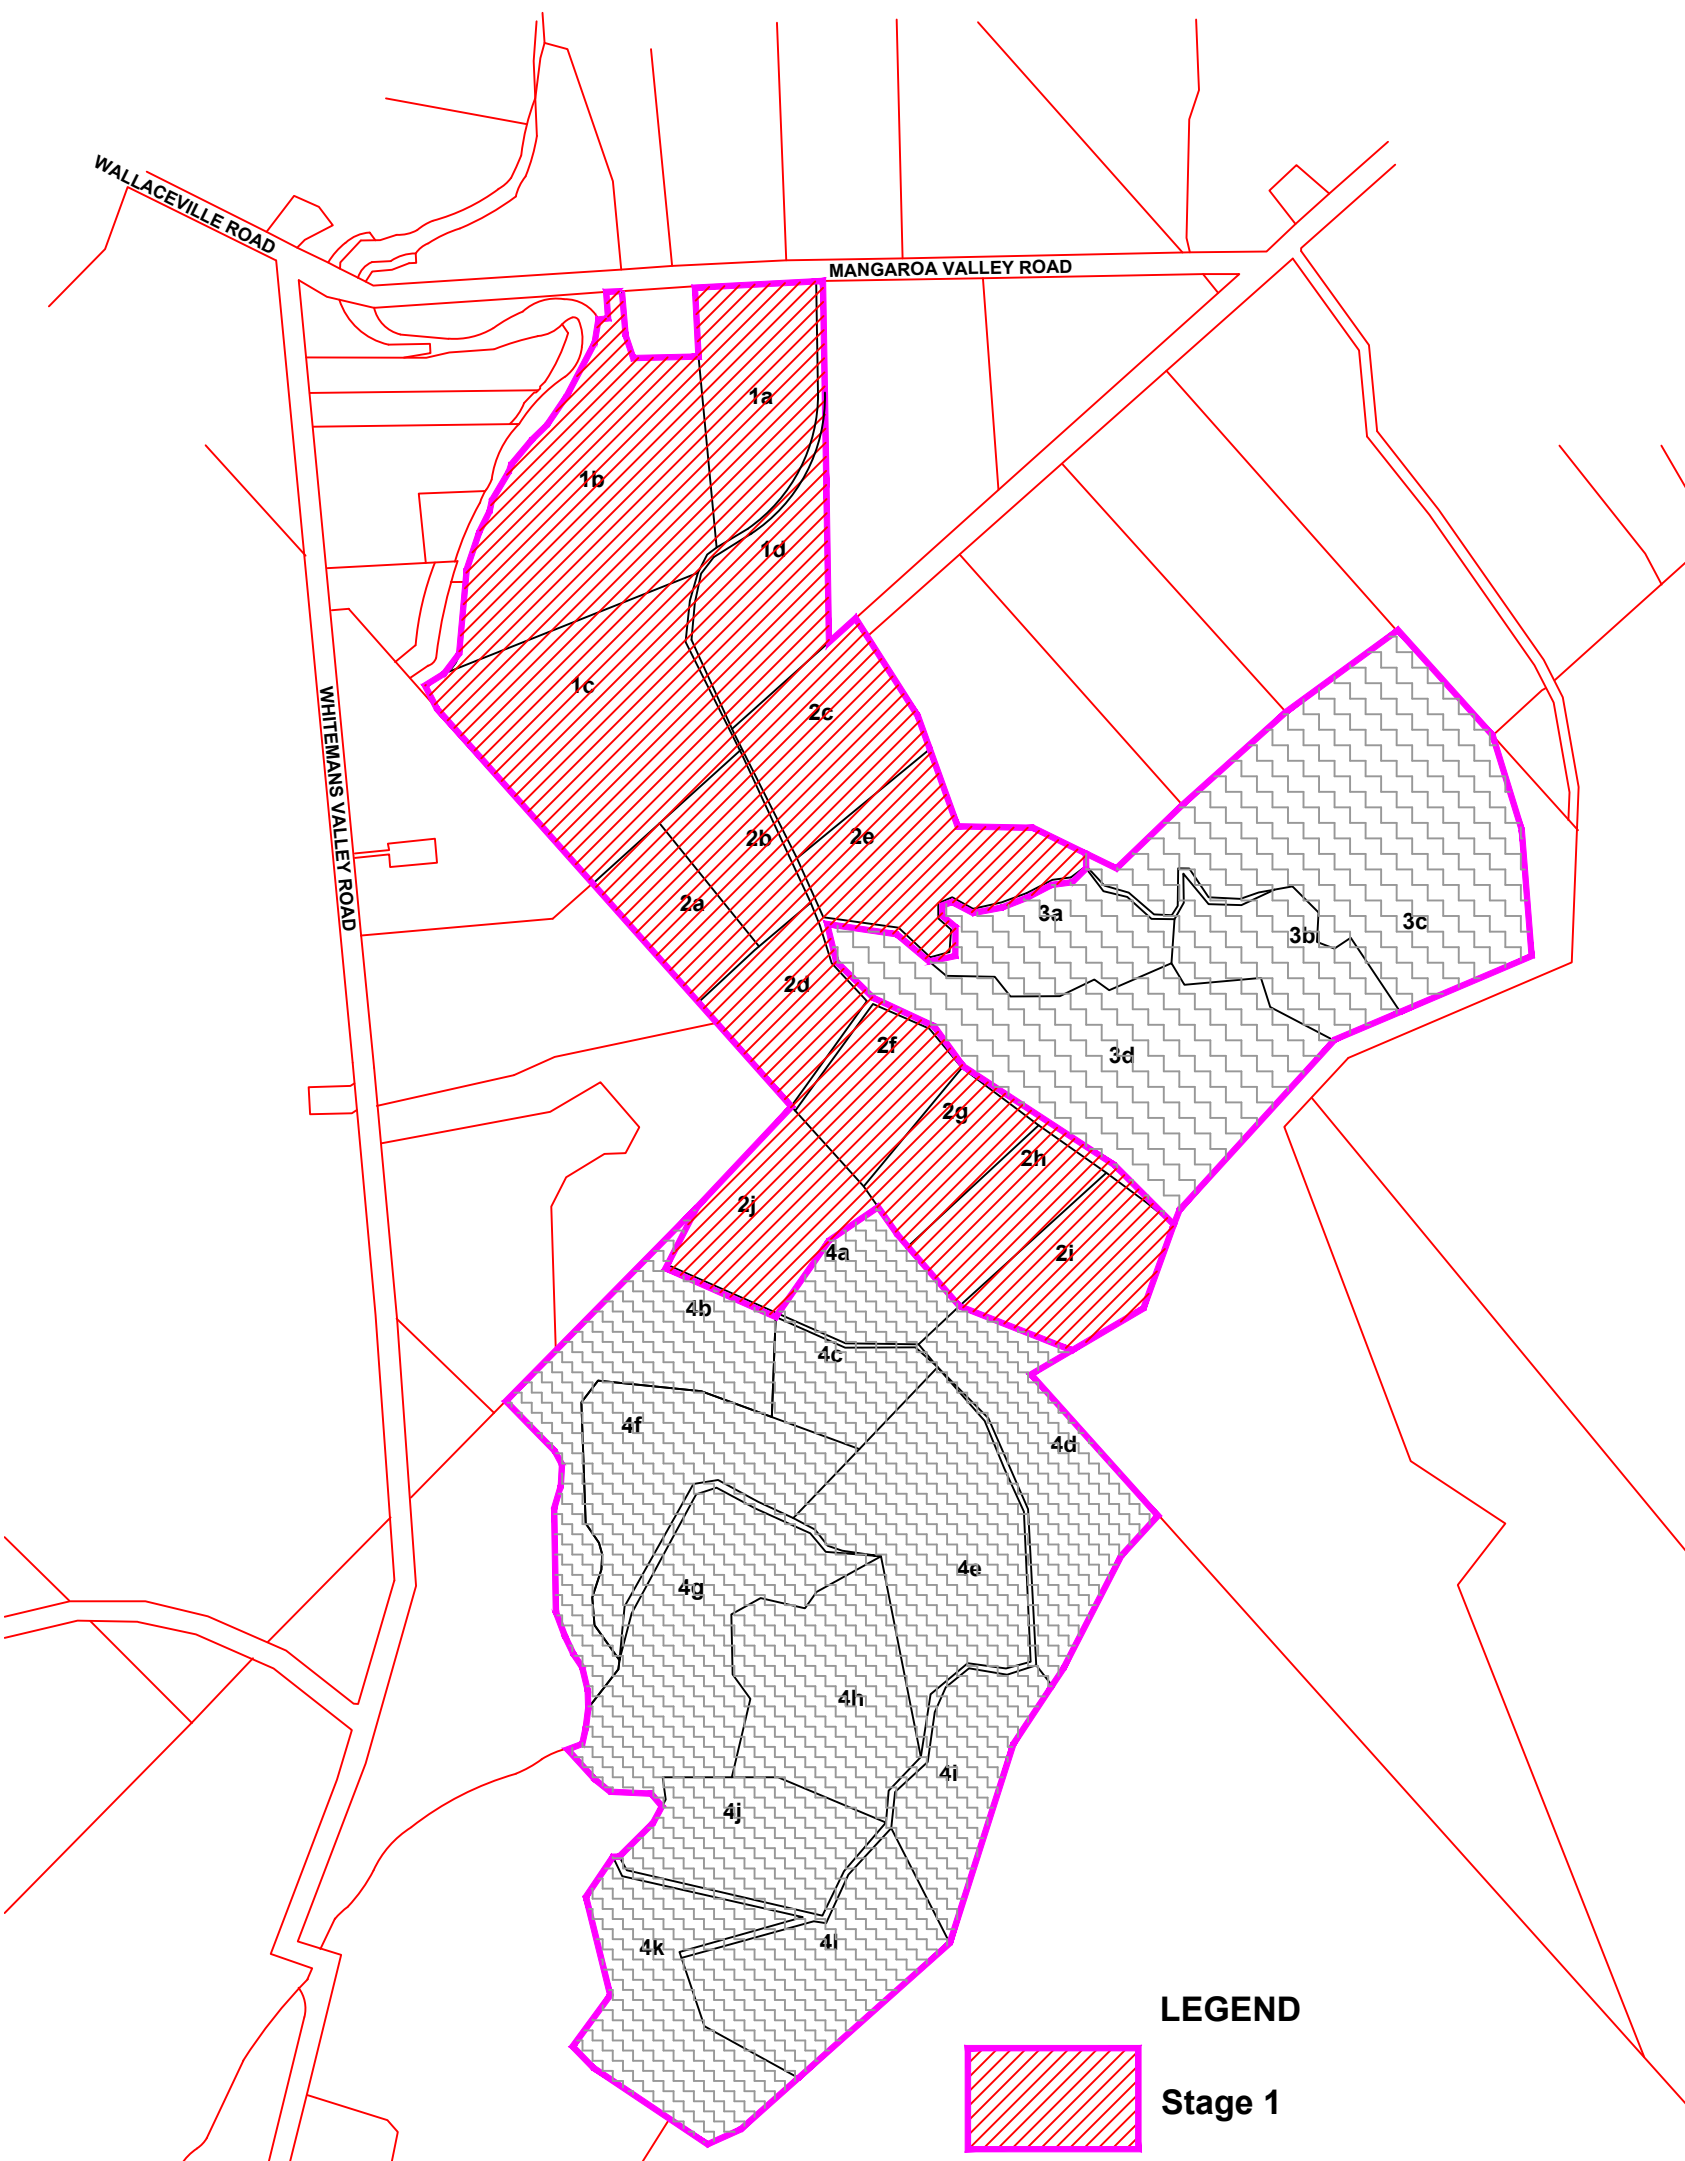 WALLACEVILLE ROAD
MANGAROA VALLEY ROAD
WHITEMANS VALLEY ROAD
1a
1b
1d
1c
2c
2b
2e
2a
3a
3b
3c
2d
2f
3d
2g
2h
2j
4a
2i
4b
4c
4f
4d
4e
4g
4h
4i
4j
4k
4l
LEGEND
Stage 1